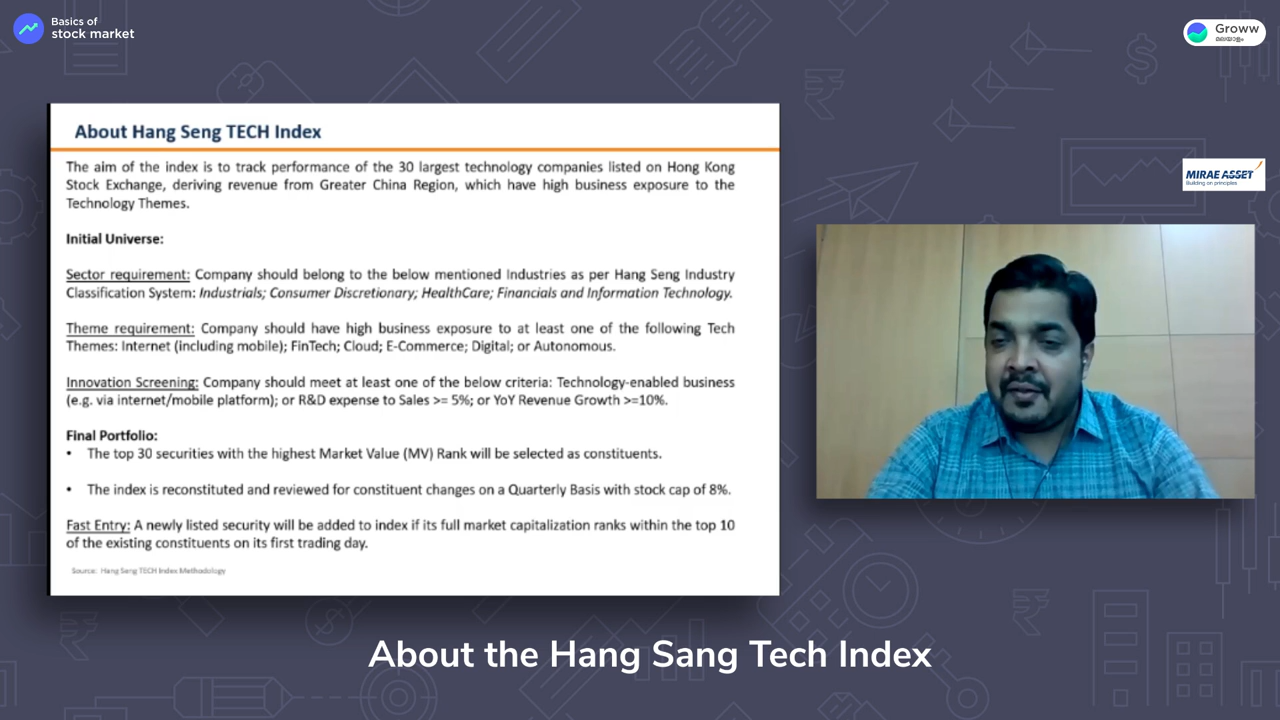 Basics of
stock market
Groww
മലയാളം
About Hang Seng TECH Index
The aim of the index is to track performance of the 30 largest technology companies listed on Hong Kong
Stock Exchange, deriving revenue from Greater China Region, which have high business exposure to the
Technology Themes.
Initial Universe:
Sector requirement: Company should belong to the below mentioned Industries as per Hang Seng Industry
Classification System: Industrials; Consumer Discretionary; HealthCare; Financials and Information Technology.
Theme requirement: Company should have high business exposure to at least one of the following Tech
Themes: Internet (including mobile); FinTech; Cloud; E-Commerce; Digital; or Autonomous.
Innovation Screening: Company should meet at least one of the below criteria: Technology-enabled business
(e.g. via internet/mobile platform); or R&D expense to Sales >= 5%; or YoY Revenue Growth >=10%.
Final Portfolio:
• The top 30 securities with the highest Market Value (MV) Rank will be selected as constituents.
• The index is reconstituted and reviewed for constituent changes on a Quarterly Basis with stock cap of 8%.
Fast Entry: A newly listed security will be added to index if its full market capitalization ranks within the top 10
of the existing constituents on its first trading day.
Source: Hang Seng TECH Index Methodology
MIRAE ASSET
Building on principles
About the Hang Sang Tech Index